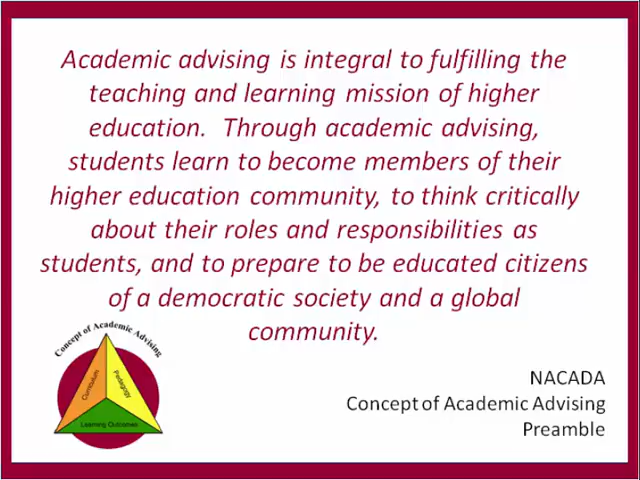 Academic advising is integral to fulfilling the
teaching and learning mission of higher
education.  Through academic advising,
students learn to become members of their
higher education community, to think critically
about their roles and responsibilities as
students, and to prepare to be educated citizens
of a democratic society and a global
community.
Concept of Academic Advising
Curriculum
Pedagogy
Learning Outcomes
NACADA
Concept of Academic Advising
Preamble